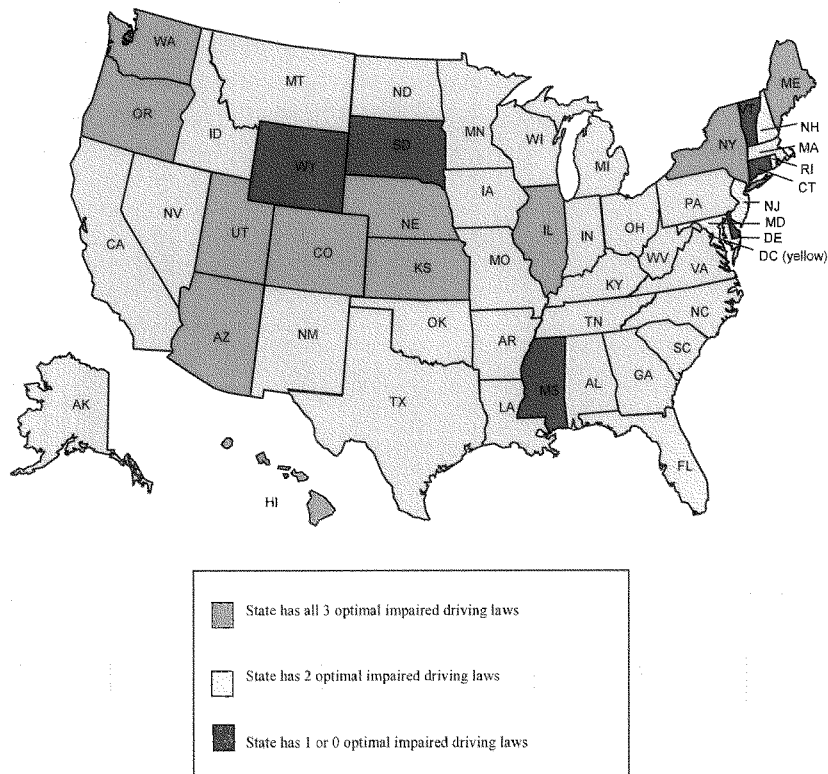 WA
ME
MT
ND
VT
OR
MN
NH
ID
WI
SD
NY
MA
WY
MI
RI
CT
IA
PA
NJ
NE
NV
OH
MD
IL
IN
DE
UT
CA
CO
WV
DC (yellow)
KS
MO
VA
KY
NC
OK
TN
AZ
NM
AR
SC
MS
AL
GA
TX
LA
AK
FL
HI
State has all 3 optimal impaired driving laws
State has 2 optimal impaired driving laws
State has 1 or 0 optimal impaired driving laws